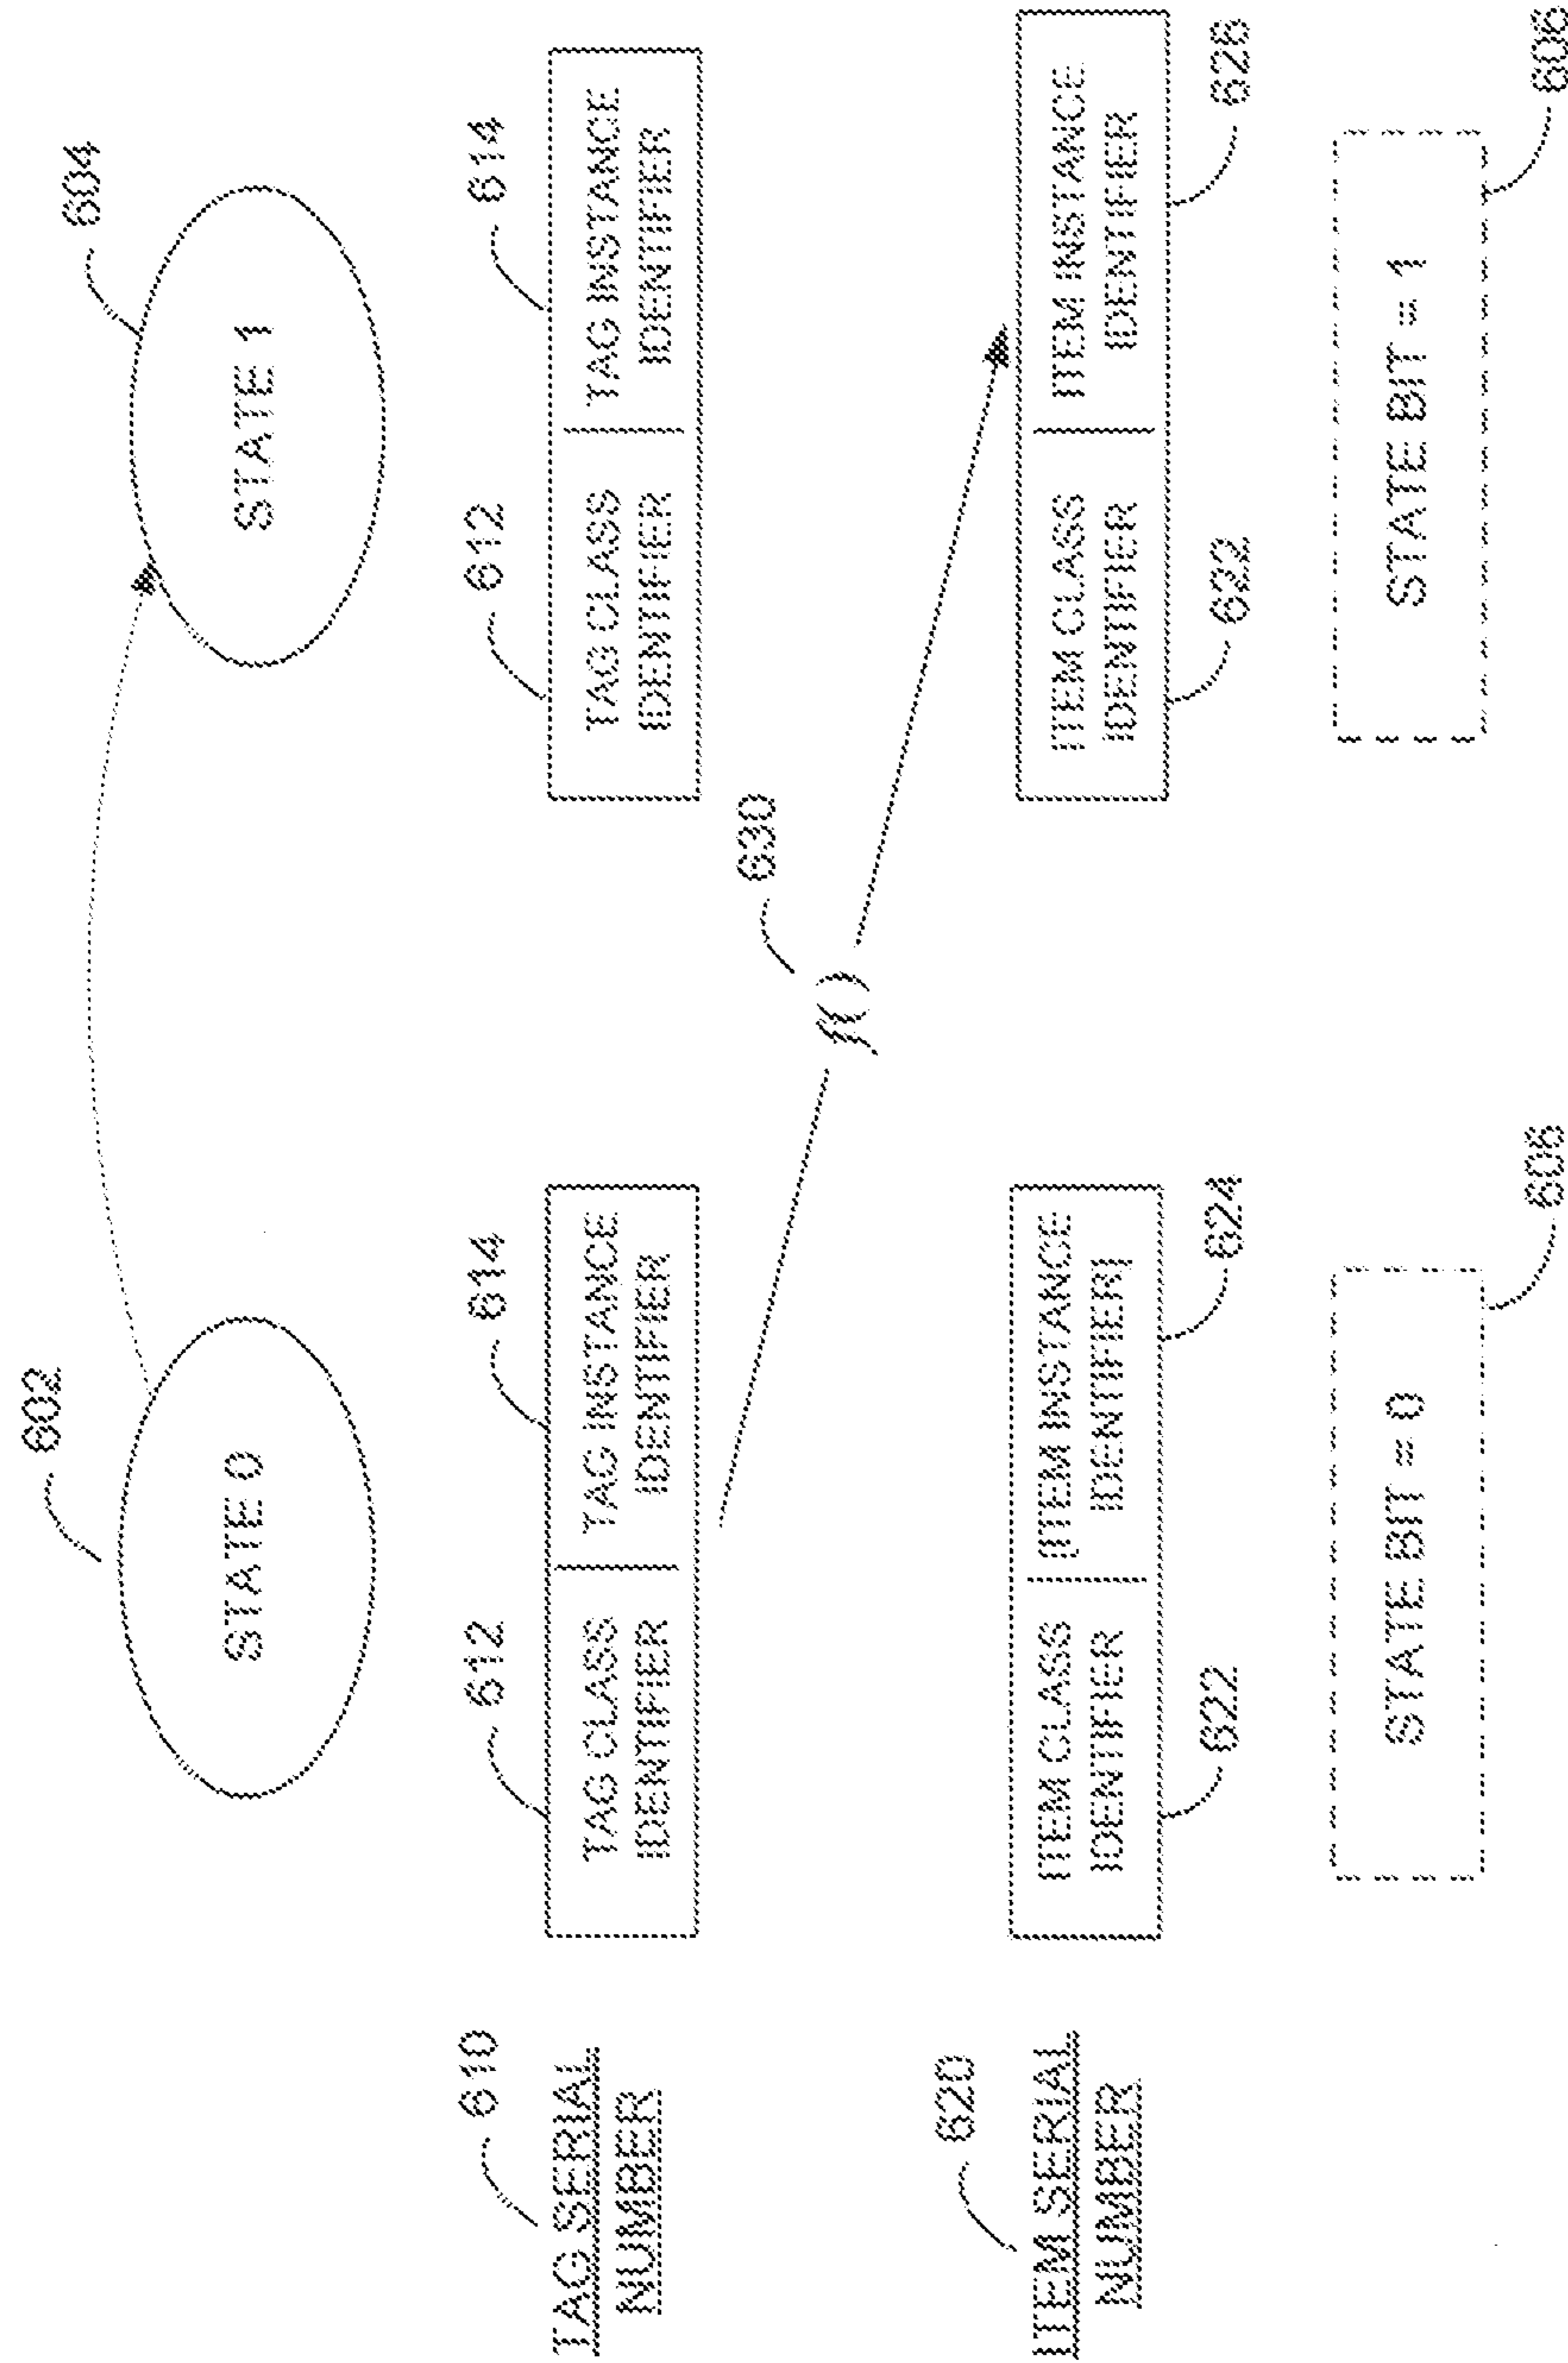 602
604
STATE 0
STATE 1
610
612
614
612
614
TAG SERIAL
NUMBER
TAG CLASS
IDENTIFIER
TAG INSTANCE
IDENTIFIER
TAG CLASS
IDENTIFIER
TAG INSTANCE
IDENTIFIER
630
f( )
620
ITEM SERIAL
NUMBER
ITEM CLASS
IDENTIFIER
[ITEM INSTANCE
IDENTIFIER]
ITEM CLASS
IDENTIFIER
ITEM INSTANCE
IDENTIFIER
622
624
622
626
STATE BIT = 0
STATE BIT = 1
606
606